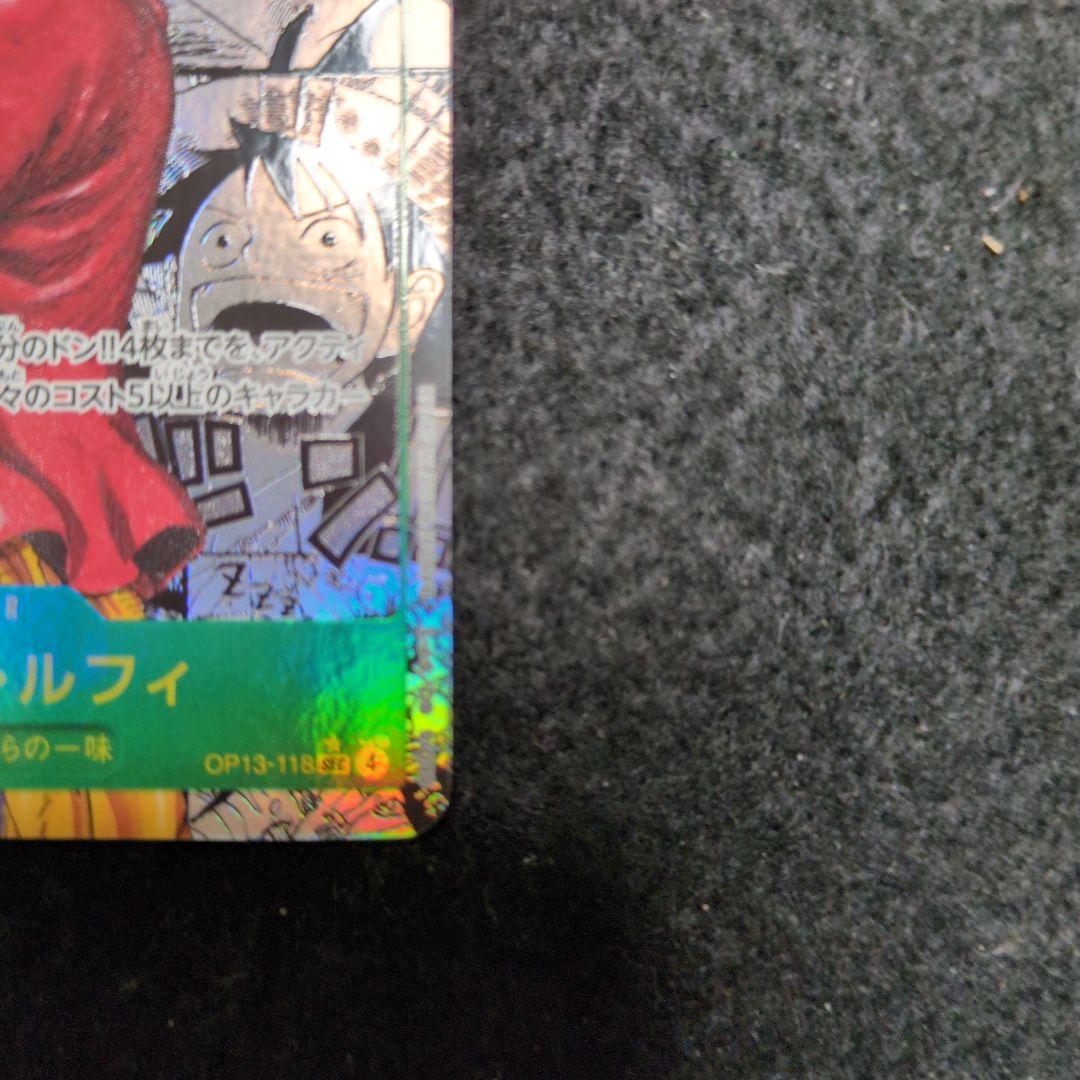 分のドン!!4枚までを、アクティ
々のコスト5以上のキャラカー
Z Z Z
・ルフィ
らの一味
OP13-118 SEC 4